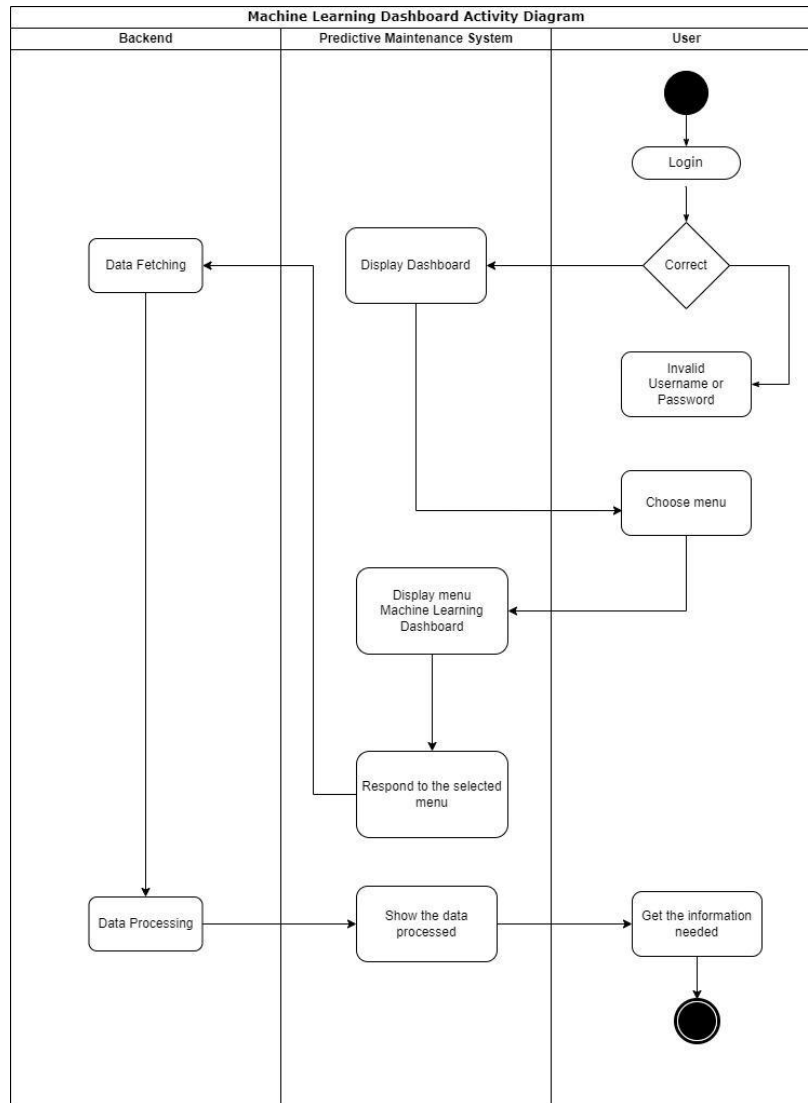 Machine Learning Dashboard Activity Diagram
Backend
Predictive Maintenance System
User
Login
Data Fetching
Display Dashboard
Correct
Invalid
Username or
Password
Choose menu
Display menu
Machine Learning
Dashboard
Respond to the selected
menu
Data Processing
Show the data
processed
Get the information
needed